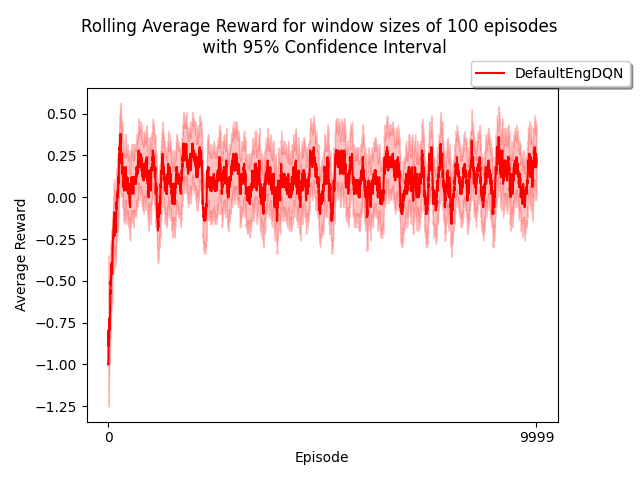 Rolling Average Reward for window sizes of 100 episodes
with 95% Confidence Interval
DefaultEngDQN
0.50
0.25
0.00
−0.25
−0.50
−0.75
−1.00
−1.25
Average Reward
0 9999
Episode